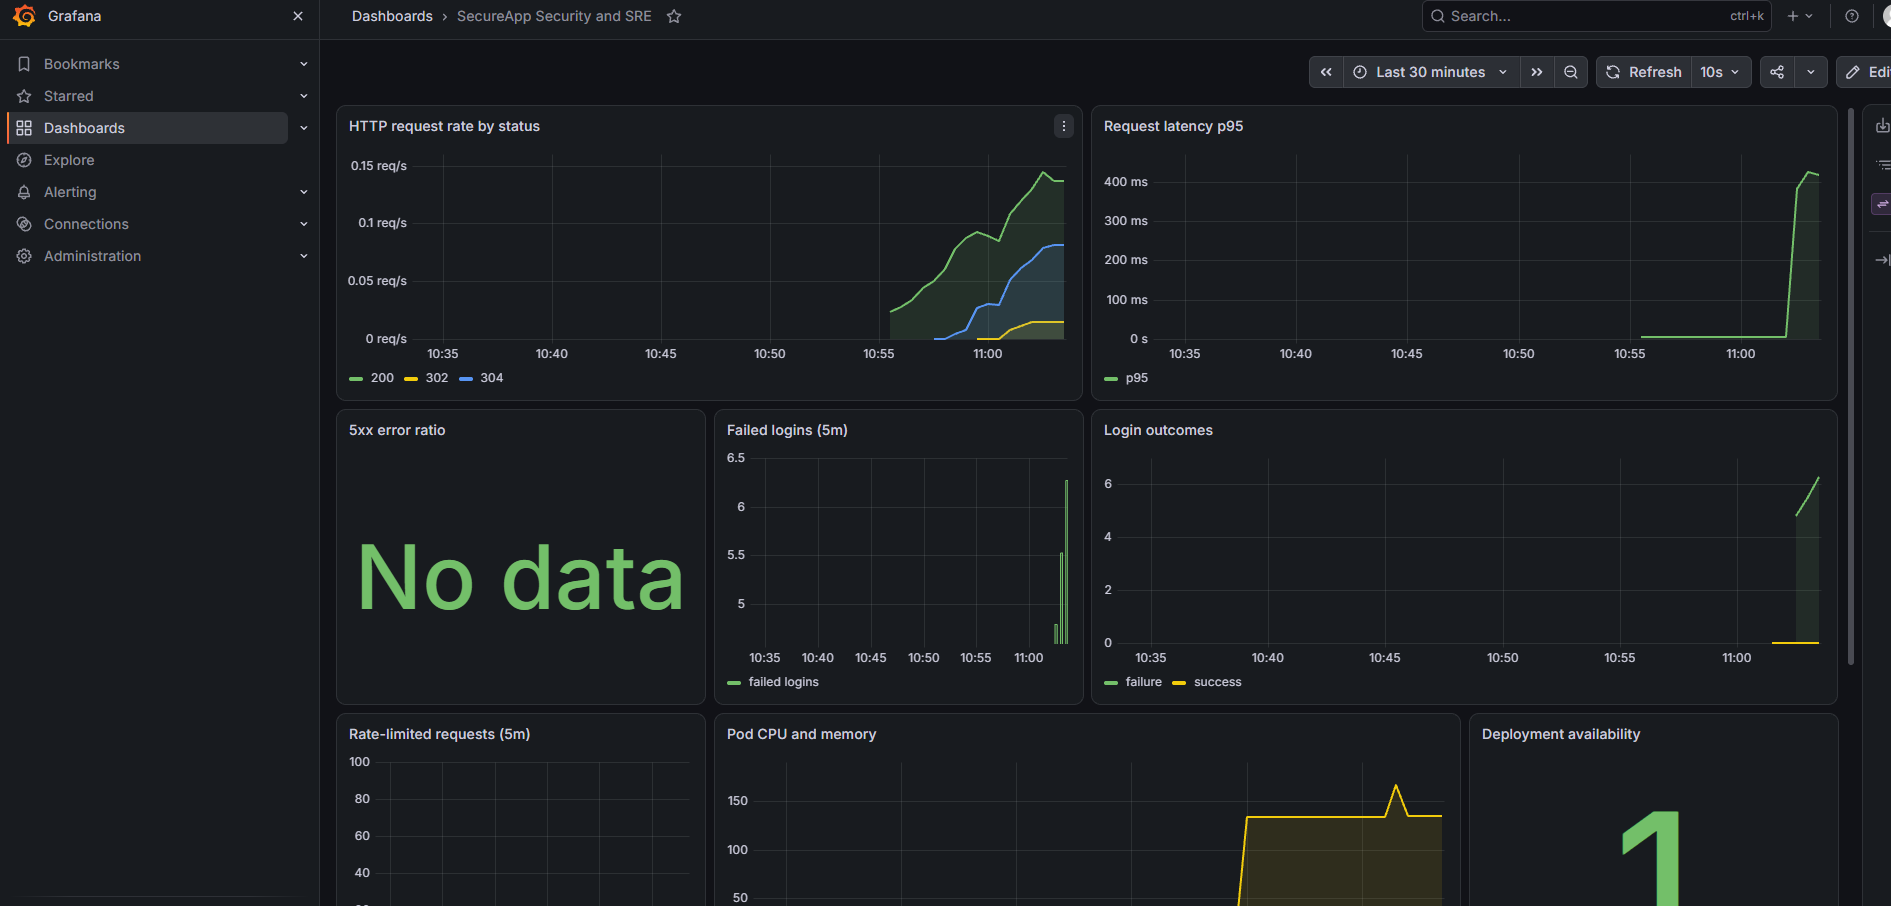 Grafana
Dashboards › SecureApp Security and SRE
Search...
ctrl+k
Bookmarks
Starred
Dashboards
Explore
Alerting
Connections
Administration
Last 30 minutes
Refresh
10s
Edi
HTTP request rate by status
0.15 req/s
0.1 req/s
0.05 req/s
0 req/s
10:35 10:40 10:45 10:50 10:55 11:00
200 302 304
Request latency p95
400 ms
300 ms
200 ms
100 ms
0 s
10:35 10:40 10:45 10:50 10:55 11:00
p95
5xx error ratio
No data
Failed logins (5m)
6.5
6
5.5
5
10:35 10:40 10:45 10:50 10:55 11:00
failed logins
Login outcomes
6
4
2
0
10:35 10:40 10:45 10:50 10:55 11:00
failure success
Rate-limited requests (5m)
100
80
60
40
Pod CPU and memory
150
100
50
Deployment availability
1